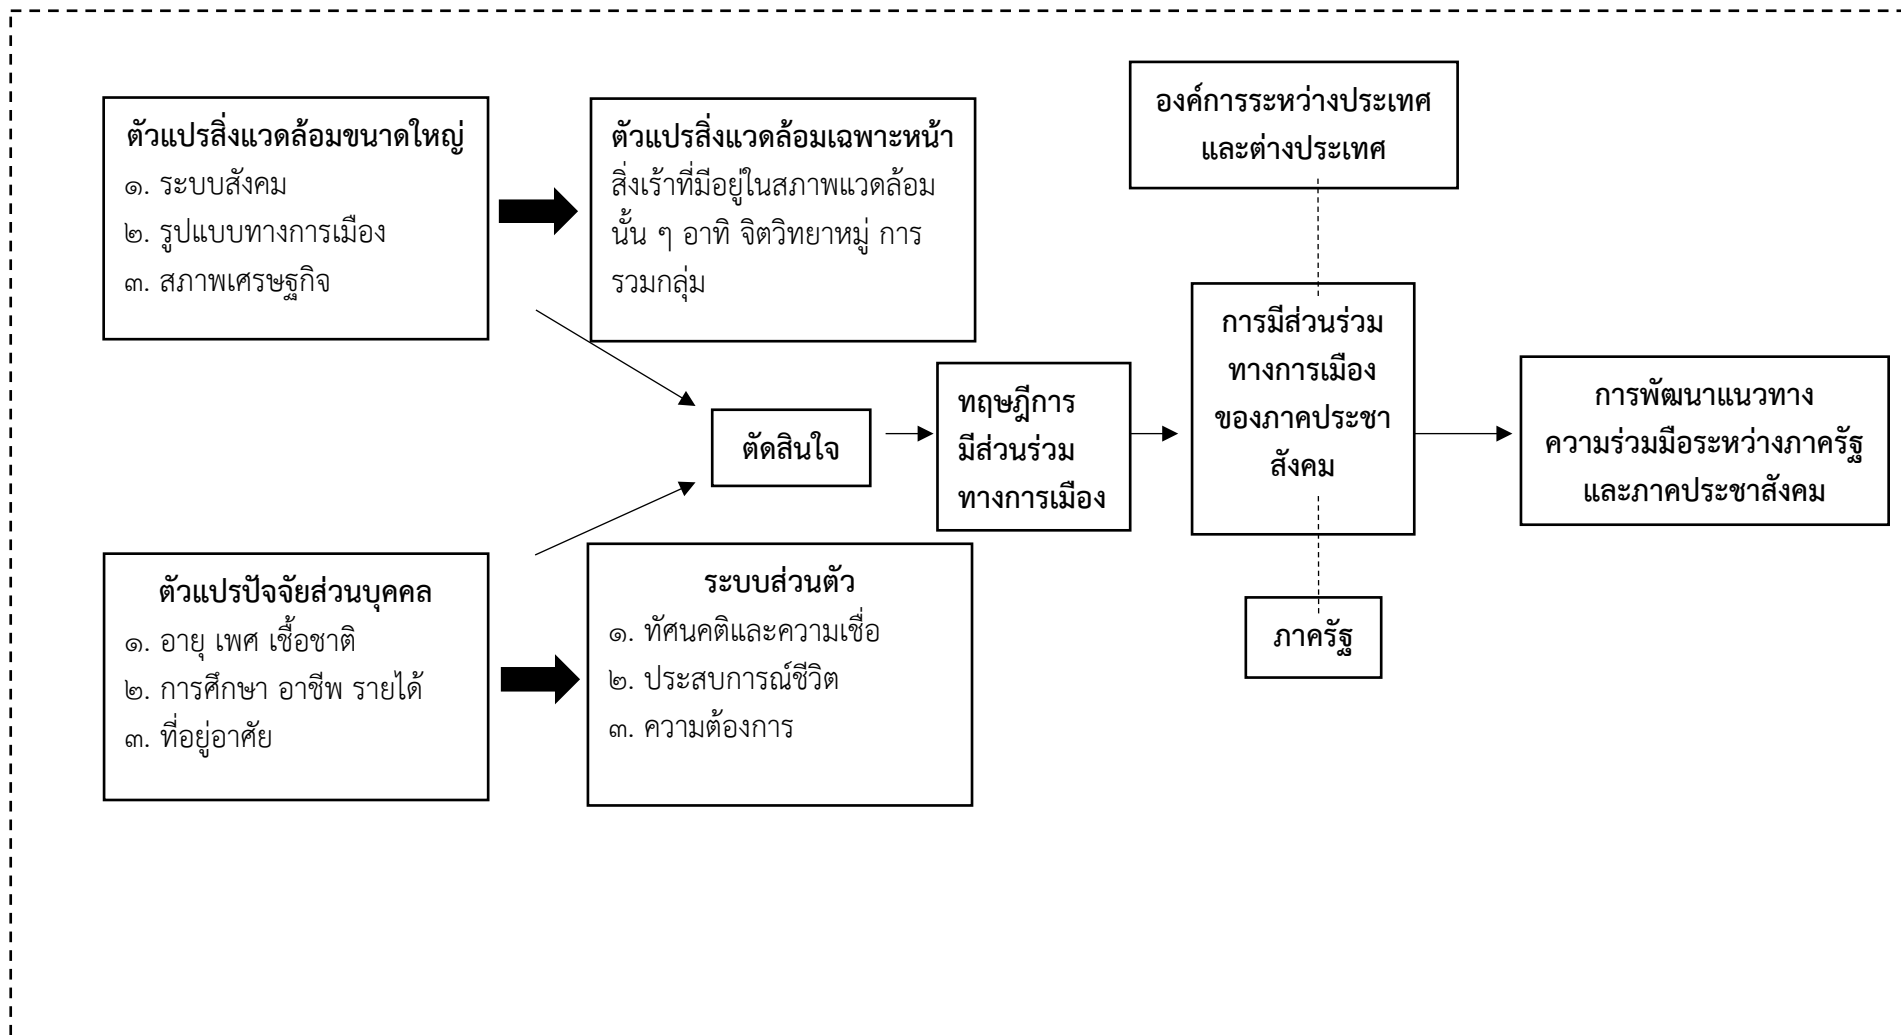 ตัวแปรสิ่งแวดล้อมขนาดใหญ่
๑. ระบบสังคม
๒. รูปแบบทางการเมือง
๓. สภาพเศรษฐกิจ
ตัวแปรสิ่งแวดล้อมเฉพาะหน้า
สิ่งเร้าที่มีอยู่ในสภาพแวดล้อม
นั้น ๆ อาทิ จิตวิทยาหมู่ การ
รวมกลุ่ม
องค์การระหว่างประเทศ
และต่างประเทศ
ตัดสินใจ
ทฤษฎีการ
มีส่วนร่วม
ทางการเมือง
การมีส่วนร่วม
ทางการเมือง
ของภาคประชา
สังคม
การพัฒนาแนวทาง
ความร่วมมือระหว่างภาครัฐ
และภาคประชาสังคม
ตัวแปรปัจจัยส่วนบุคคล
๑. อายุ เพศ เชื้อชาติ
๒. การศึกษา อาชีพ รายได้
๓. ที่อยู่อาศัย
ระบบส่วนตัว
๑. ทัศนคติและความเชื่อ
๒. ประสบการณ์ชีวิต
๓. ความต้องการ
ภาครัฐ